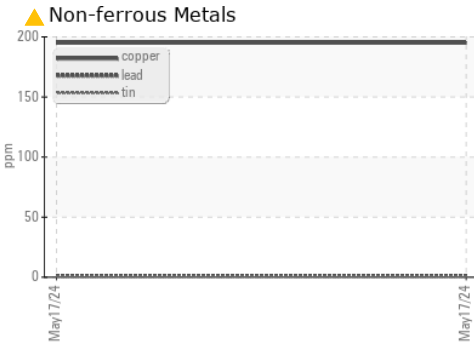 Non-ferrous Metals
200
copper
lead
tin
150
ppm
100
50
0
May17/24
May17/24